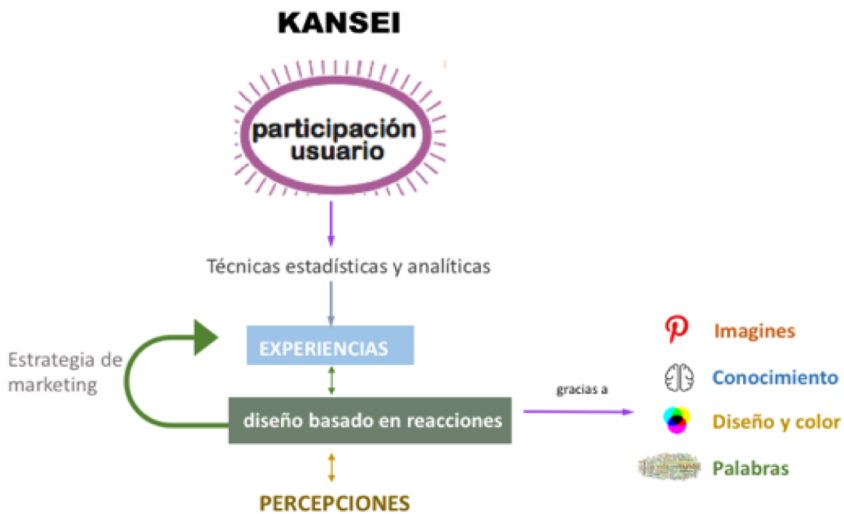 KANSEI
participación
usuario
Técnicas estadísticas y analíticas
EXPERIENCIAS
Estrategia de
marketing
diseño basado en reacciones
gracias a
Imagines
Conocimiento
Diseño y color
Palabras
PERCEPCIONES